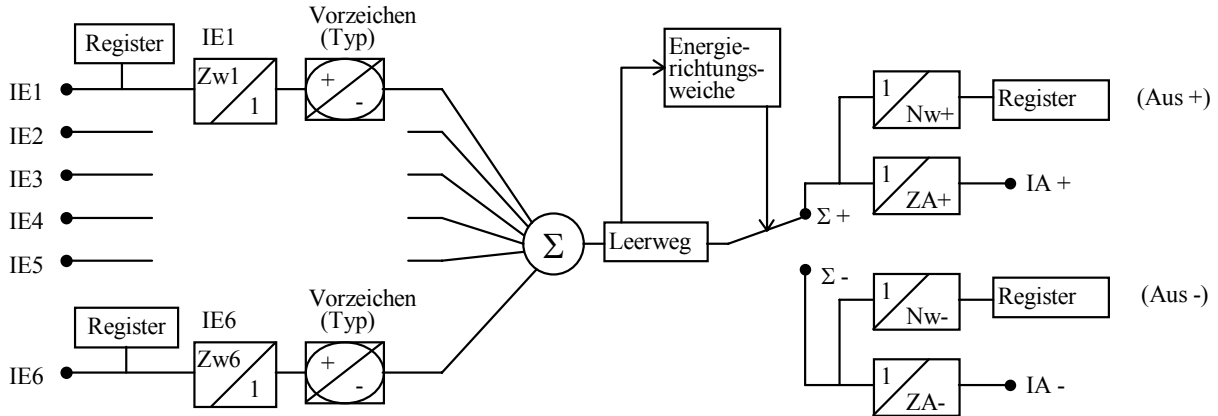 Register
IE1
Vorzeichen
(Typ)
IE1
Zw1
1
+
-
IE2
IE3
IE4
IE5
Register
IE6
Vorzeichen
(Typ)
IE6
Zw6
1
+
-
Σ
Leerweg
Energie-
richtungs-
weiche
Σ +
Σ -
1
Nw+
Register
(Aus +)
1
ZA+
IA +
1
Nw-
Register
(Aus -)
1
ZA-
IA -